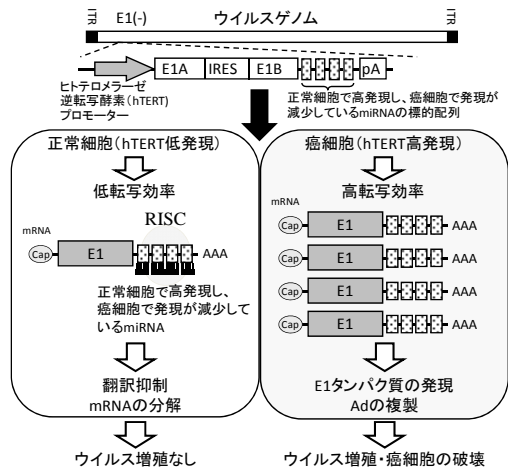 ITR
E1(-)
ウイルスゲノム
ITR
E1A
IRES
E1B
pA
ヒトテロメラーゼ
逆転写酵素(hTERT)
プロモーター
正常細胞で高発現し、癌細胞で発現が
減少しているmiRNAの標的配列
正常細胞(hTERT低発現)
低転写効率
RISC
mRNA
Cap
E1
AAA
正常細胞で高発現し、
癌細胞で発現が減少して
いるmiRNA
翻訳抑制
mRNAの分解
ウイルス増殖なし
癌細胞(hTERT高発現)
高転写効率
mRNA
Cap
E1
AAA
Cap
E1
AAA
Cap
E1
AAA
Cap
E1
AAA
E1タンパク質の発現
Adの複製
ウイルス増殖・癌細胞の破壊